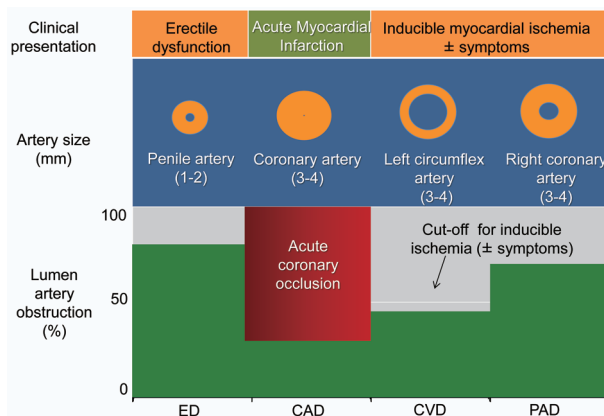 Clinical
presentation
Erectile
dysfunction
Acute Myocardial
Infarction
Inducible myocardial ischemia
± symptoms
Artery size
(mm)
Penile artery
(1-2)
Coronary artery
(3-4)
Left circumflex
artery
(3-4)
Right coronary
artery
(3-4)
Lumen
artery
obstruction
(%)
100
50
0
Acute
coronary
occlusion
Cut-off for inducible
ischemia (± symptoms)
ED
CAD
CVD
PAD